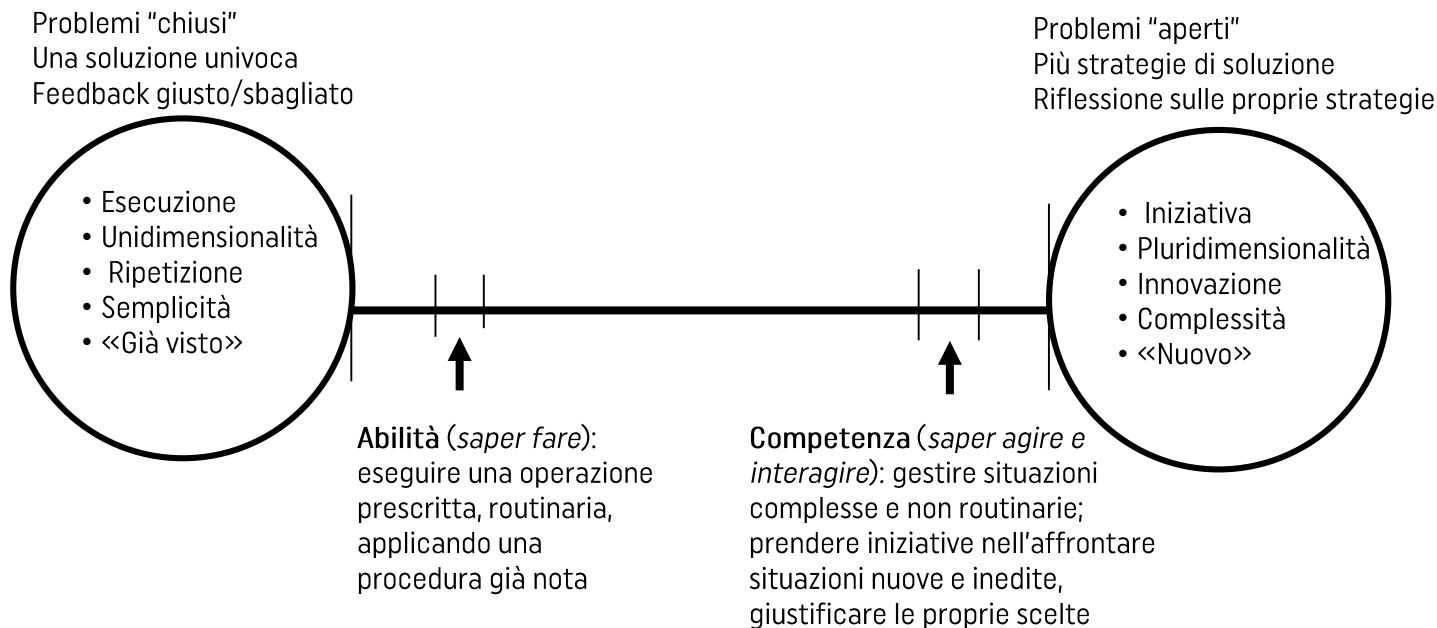 Problemi “chiusi”
Una soluzione univoca
Feedback giusto/sbagliato
• Esecuzione
• Unidimensionalità
• Ripetizione
• Semplicità
• «Già visto»
Abilità (saper fare):
eseguire una operazione
prescritta, routinaria,
applicando una
procedura già nota
Problemi “aperti”
Più strategie di soluzione
Riflessione sulle proprie strategie
• Iniziativa
• Pluridimensionalità
• Innovazione
• Complessità
• «Nuovo»
Competenza (saper agire e
interagire): gestire situazioni
complesse e non routinarie;
prendere iniziative nell’affrontare
situazioni nuove e inedite,
giustificare le proprie scelte